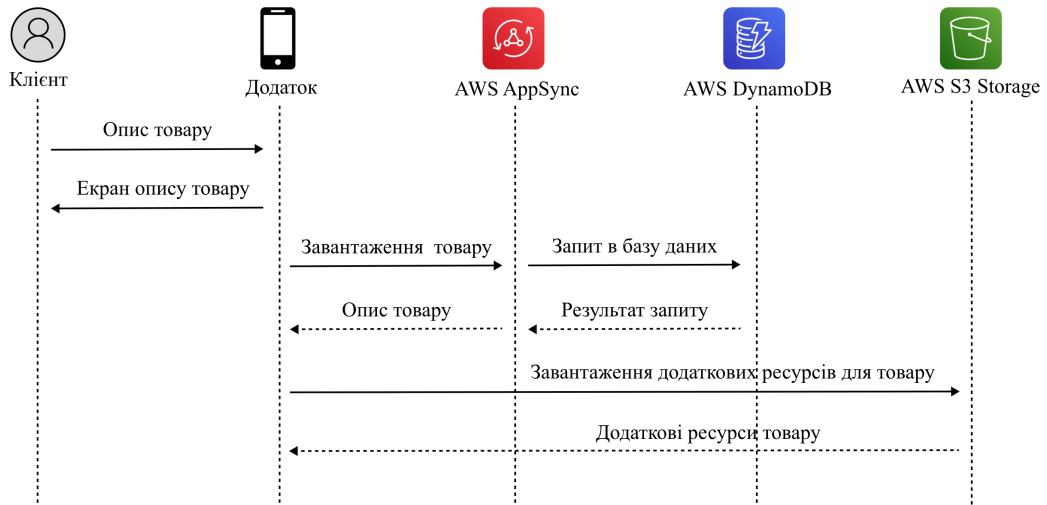 Клієнт
Додаток
AWS AppSync
AWS DynamoDB
AWS S3 Storage
Опис товару
Екран опису товару
Завантаження товару
Запит в базу даних
Опис товару
Результат запиту
Завантаження додаткових ресурсів для товару
Додаткові ресурси товару